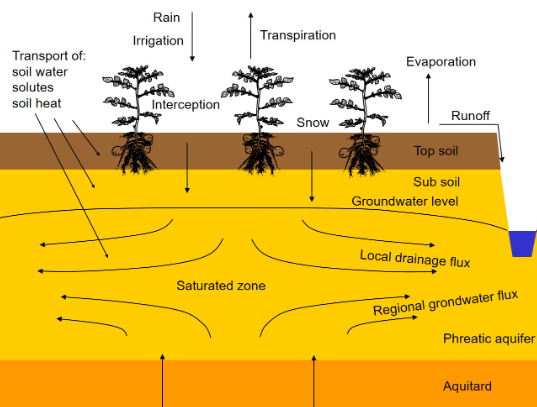 Rain
Irrigation
Transpiration
Transport of:
soil water
solutes
soil heat
Evaporation
Interception
Snow
Runoff
Top soil
Sub soil
Groundwater level
Local drainage flux
Saturated zone
Regional grondwater flux
Phreatic aquifer
Aquitard